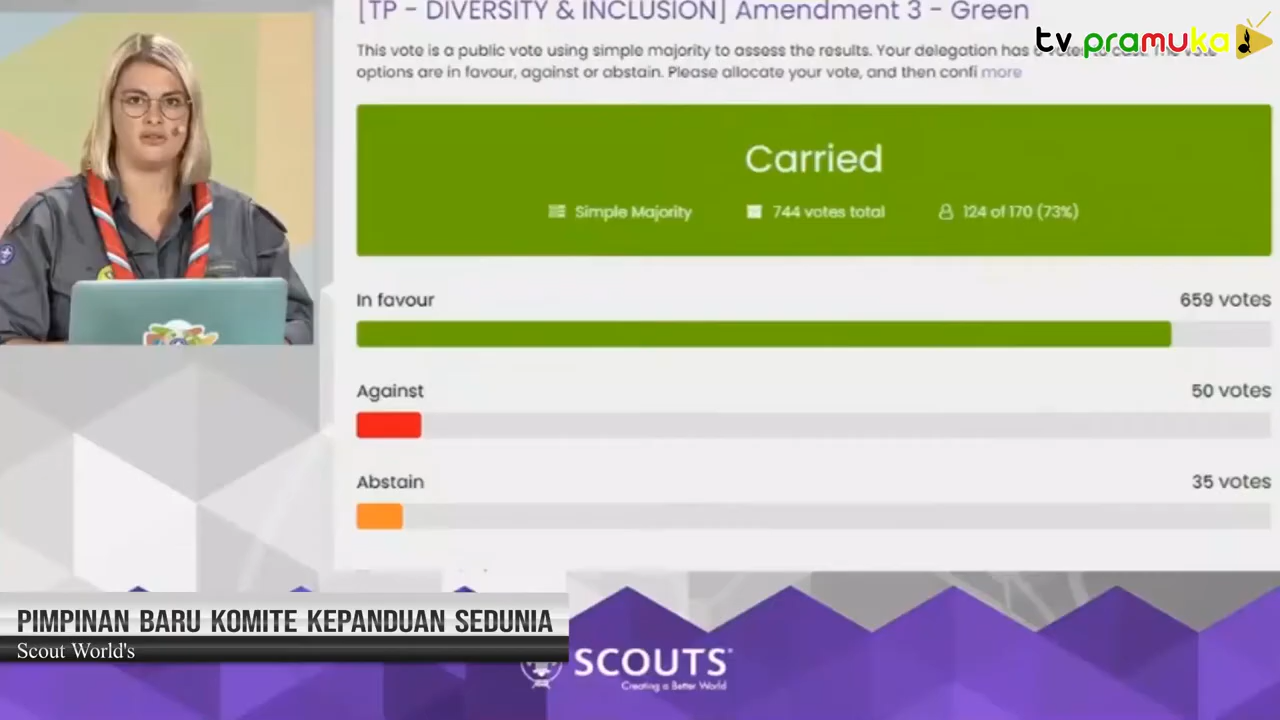 [TP - DIVERSITY & INCLUSION] Amendment 3 - Green
tv pramuka
This vote is a public vote using simple majority to assess the results. Your delegation has
options are in favour, against or abstain. Please allocate your vote, and then confi more
Carried
Simple Majority
744 votes total
124 of 170 (73%)
In favour
659 votes
Against
50 votes
Abstain
35 votes
PIMPINAN BARU KOMITE KEPANDUAN SEDUNIA
Scout World's
SCOUTS
Creating a Better World